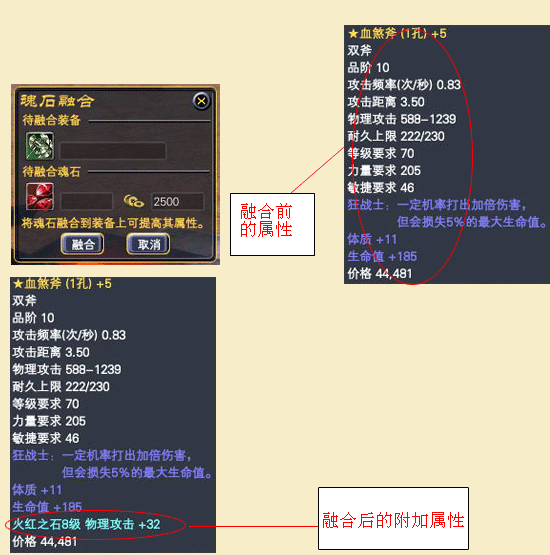 ★血煞斧 (1孔) +5
双斧
品阶 10
攻击频率(次/秒) 0.83
攻击距离 3.50
物理攻击 588-1239
耐久上限 222/230
等级要求 70
力量要求 205
敏捷要求 46
狂战士：一定机率打出加倍伤害，
但会损失5%的最大生命值。
体质 +11
生命值 +185
价格 44,481
魂石融合
待融合装备
待融合魂石
2500
将魂石融合到装备上可提高其属性。
融合
取消
融合前
的属性
★血煞斧 (1孔) +5
双斧
品阶 10
攻击频率(次/秒) 0.83
攻击距离 3.50
物理攻击 588-1239
耐久上限 222/230
等级要求 70
力量要求 205
敏捷要求 46
狂战士：一定机率打出加倍伤害，
但会损失5%的最大生命值。
体质 +11
生命值 +185
火红之石8级 物理攻击 +32
价格 44,481
融合后的附加属性